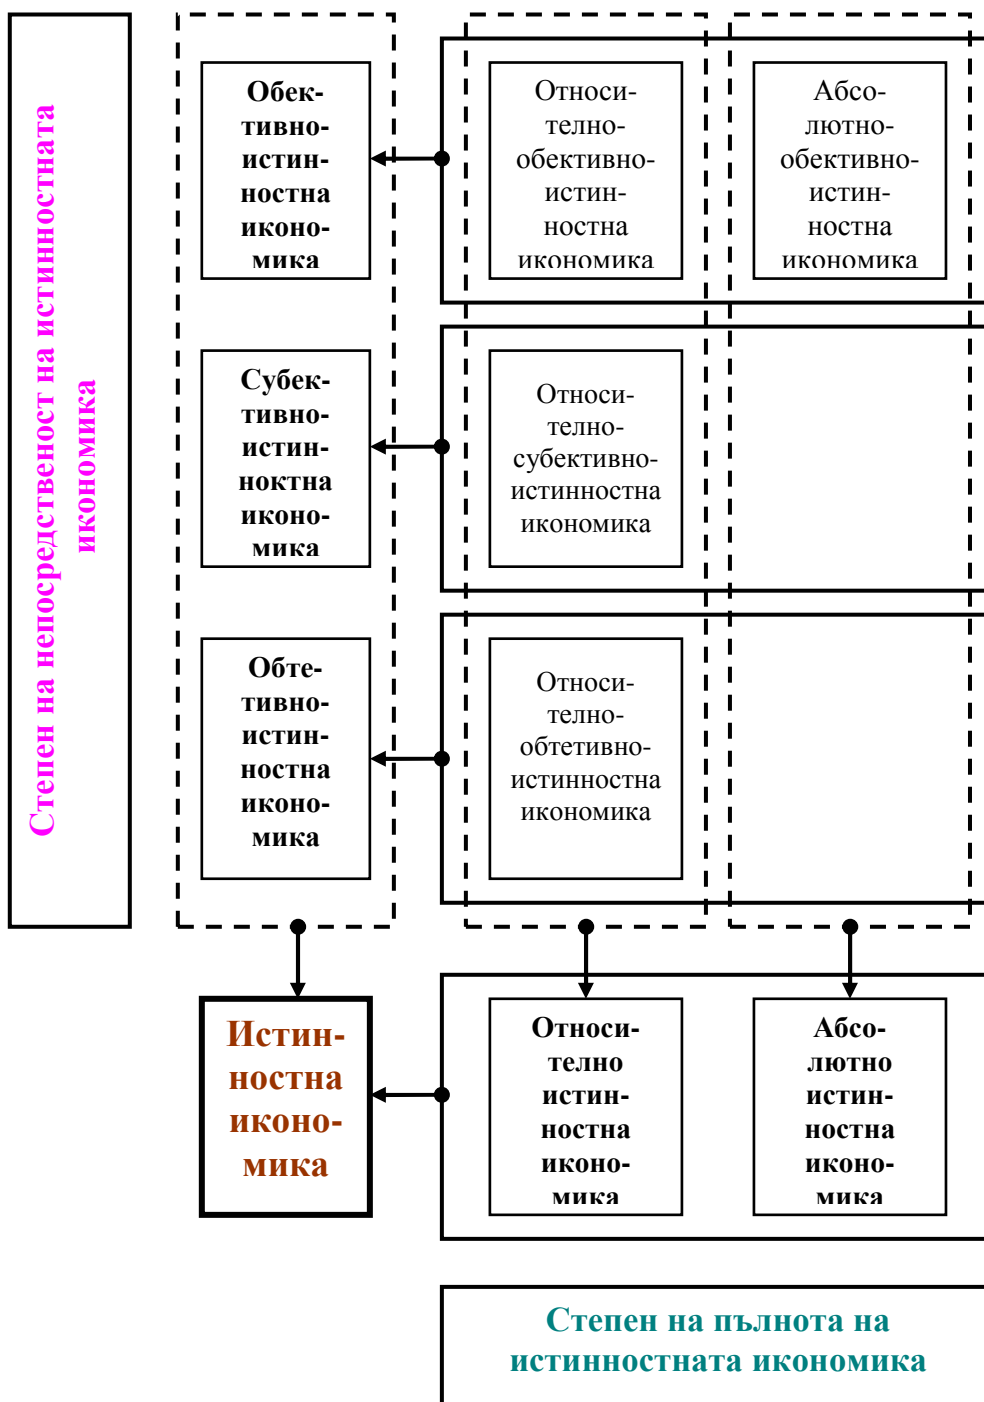 Степен на непосредственост на истинностната
икономика
Обек-
тивно-
истин-
ностна
иконо-
мика
Относи-
телно-
обективно-
истин-
ностна
икономика
Абсо-
лютно-
обективно-
истин-
ностна
икономика
Субек-
тивно-
истин-
ноктна
иконо-
мика
Относи-
телно-
субективно-
истинностна
икономика
Обте-
тивно-
истин-
ностна
иконо-
мика
Относи-
телно-
обтетивно-
истинностна
икономика
Истин-
ностна
иконо-
мика
Относи-
телно
истин-
ностна
иконо-
мика
Абсо-
лютно
истин-
ностна
иконо-
мика
Степен на пълнота на
истинностната икономика